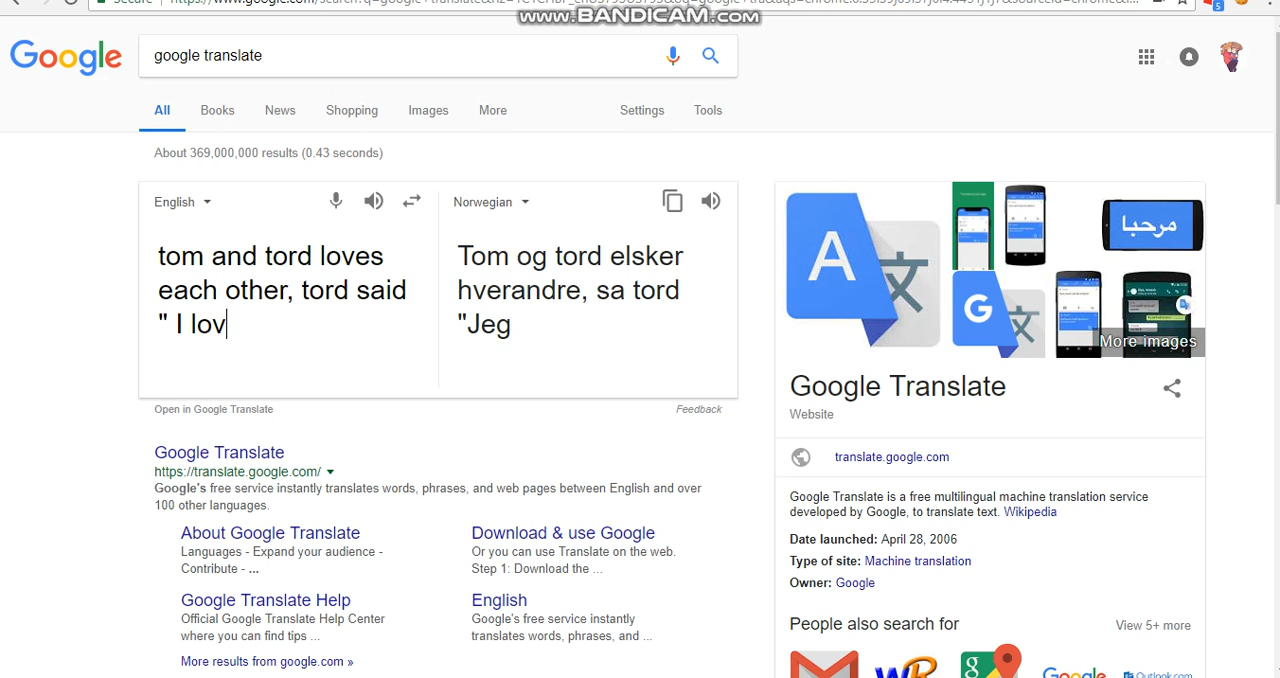 www.BANDICAM.com
Google
google translate
All Books News Shopping Images More Settings Tools
About 369,000,000 results (0.43 seconds)
English
Norwegian
tom and tord loves
each other, tord said
" I lov
Tom og tord elsker
hverandre, sa tord
"Jeg
Open in Google Translate
Feedback
Google Translate
https://translate.google.com/
Google's free service instantly translates words, phrases, and web pages between English and over
100 other languages.
About Google Translate
Languages - Expand your audience -
Contribute - ...
Download & use Google
Or you can use Translate on the web.
Step 1: Download the ...
Google Translate Help
Official Google Translate Help Center
where you can find tips ...
English
Google's free service instantly
translates words, phrases, and ...
More results from google.com »
A
文
G
文
مرحبا
More images
Google Translate
Website
translate.google.com
Google Translate is a free multilingual machine translation service
developed by Google, to translate text. Wikipedia
Date launched: April 28, 2006
Type of site: Machine translation
Owner: Google
People also search for
View 5+ more
Google
Outlook.com